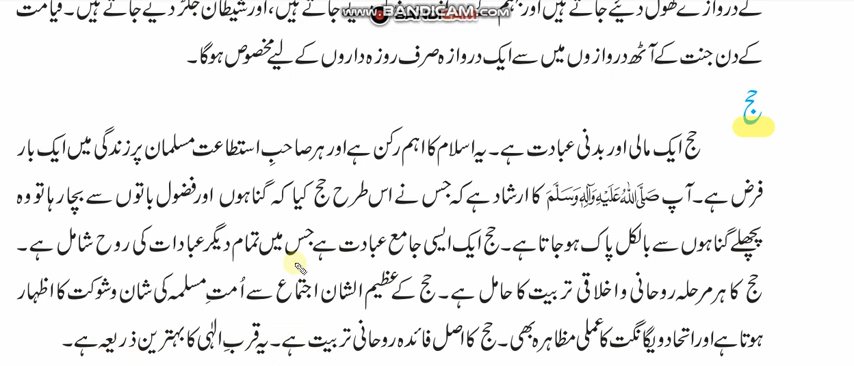 کے دروازے کھول دیئے جاتے ہیں اور جہنم جاتے ہیں، اور شیطان جکڑ دیے جاتے ہیں۔ قیامت
www.BANDICAM.com
کے دن جنت کے آٹھ دروازوں میں سے ایک دروازہ صرف روزہ داروں کے لیے مخصوص ہوگا۔
حج
حج ایک مالی اور بدنی عبادت ہے۔ یہ اسلام کا اہم رکن ہے اور ہر صاحبِ استطاعت مسلمان پر زندگی میں ایک بار
فرض ہے۔ آپ صَلَّى اللهُ عَلَيْهِ وَآلِهٖ وَسَلَّمَ کا ارشاد ہے کہ جس نے اس طرح حج کیا کہ گناہوں اور فضول باتوں سے بچا رہا تو وہ
پچھلے گناہوں سے بالکل پاک ہو جاتا ہے۔ حج ایک ایسی جامع عبادت ہے جس میں تمام دیگر عبادات کی روح شامل ہے۔
حج کا ہر مرحلہ روحانی و اخلاقی تربیت کا حامل ہے۔ حج کے عظیم الشان اجتماع سے اُمتِ مسلمہ کی شان و شوکت کا اظہار
ہوتا ہے اور اتحاد و یگانگت کا عملی مظاہرہ بھی۔ حج کا اصل فائدہ روحانی تربیت ہے۔ یہ قربِ الٰہی کا بہترین ذریعہ ہے۔